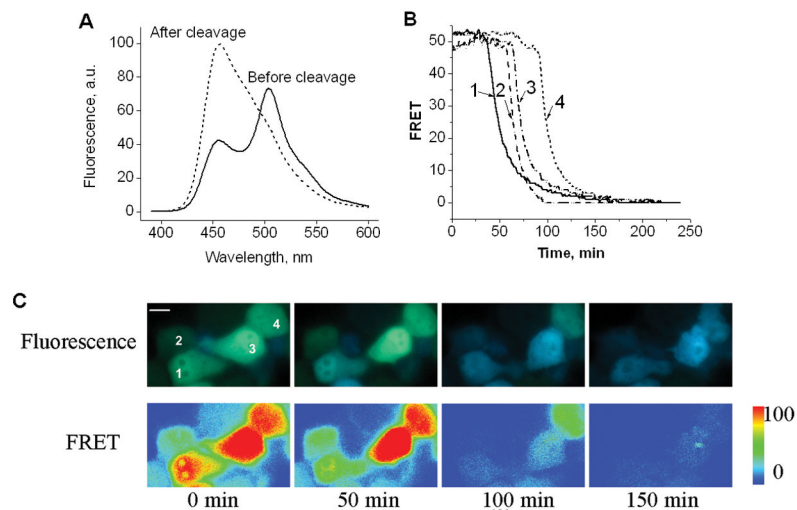 A
After cleavage
Before cleavage
Fluorescence, a.u.
100
80
60
40
20
0
400
450
500
550
600
Wavelength, nm
B
FRET
50
40
30
20
10
0
1
2
3
4
0
50
100
150
200
250
Time, min
C
Fluorescence
1
2
3
4
FRET
100
0
0 min
50 min
100 min
150 min